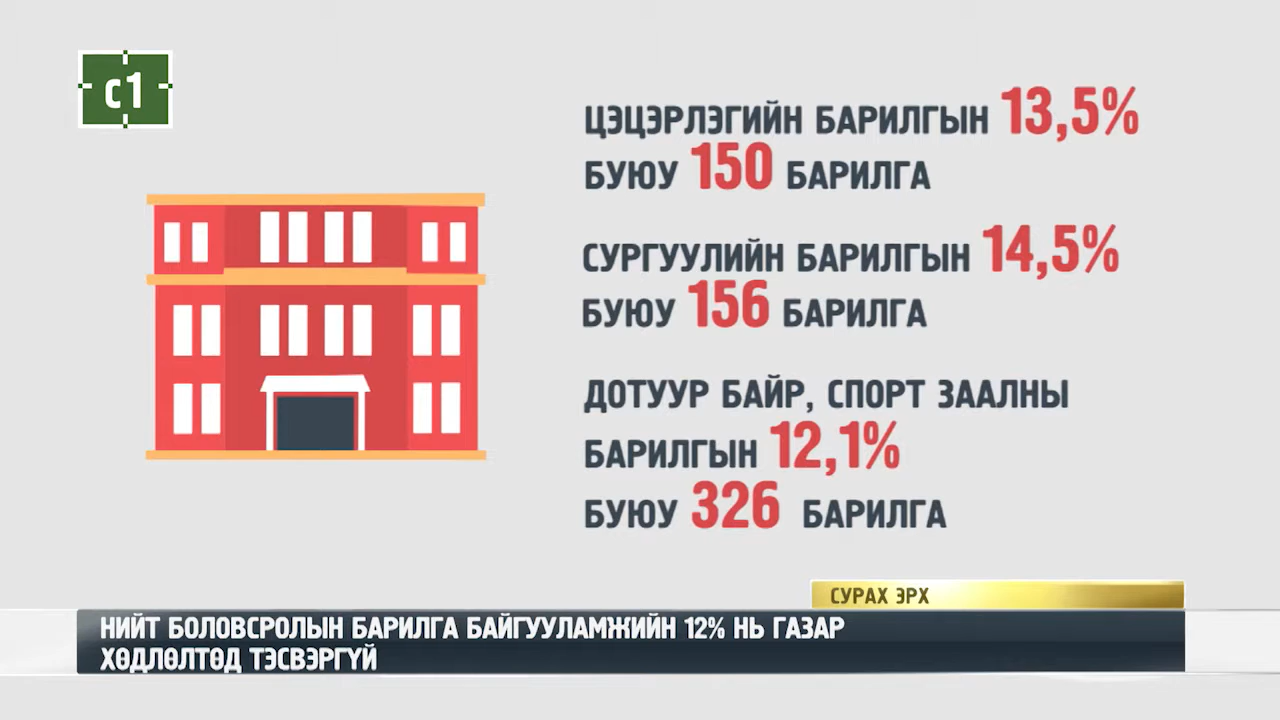 c1
ЦЭЦЭРЛЭГИЙН БАРИЛГЫН 13,5%
БУЮУ 150 БАРИЛГА
СУРГУУЛИЙН БАРИЛГЫН 14,5%
БУЮУ 156 БАРИЛГА
ДОТУУР БАЙР, СПОРТ ЗААЛНЫ
БАРИЛГЫН 12,1%
БУЮУ 326 БАРИЛГА
СУРАХ ЭРХ
НИЙТ БОЛОВСРОЛЫН БАРИЛГА БАЙГУУЛАМЖИЙН 12% НЬ ГАЗАР
ХӨДЛӨЛТӨД ТЭСВЭРГҮЙ